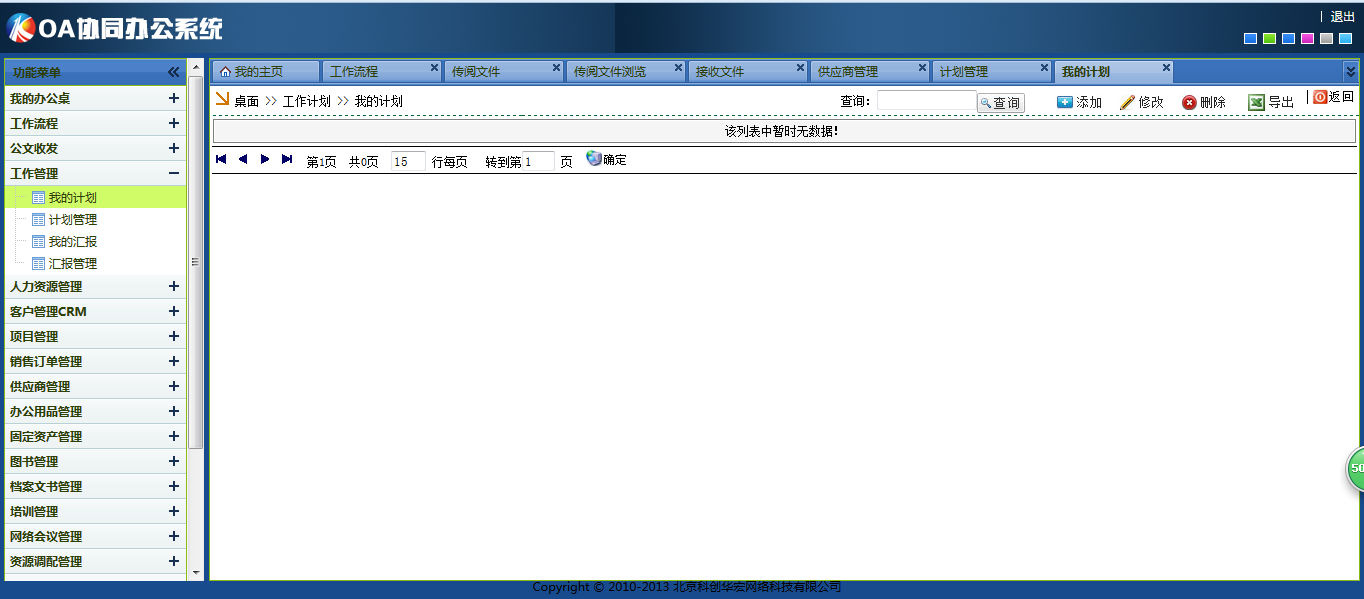 OA协同办公系统
| 退出
功能菜单
我的办公桌
工作流程
公文收发
工作管理
我的计划
计划管理
我的汇报
汇报管理
人力资源管理
客户管理CRM
项目管理
销售订单管理
供应商管理
办公用品管理
固定资产管理
图书管理
档案文书管理
培训管理
网络会议管理
资源调配管理
我的主页 工作流程 传阅文件 传阅文件浏览 接收文件 供应商管理 计划管理 我的计划
桌面 >> 工作计划 >> 我的计划 查询: 查询 添加 修改 删除 导出 | 返回
该列表中暂时无数据!
第1页 共0页 15 行每页 转到第 1 页 确定
50
Copyright © 2010-2013 北京科创华宏网络科技有限公司